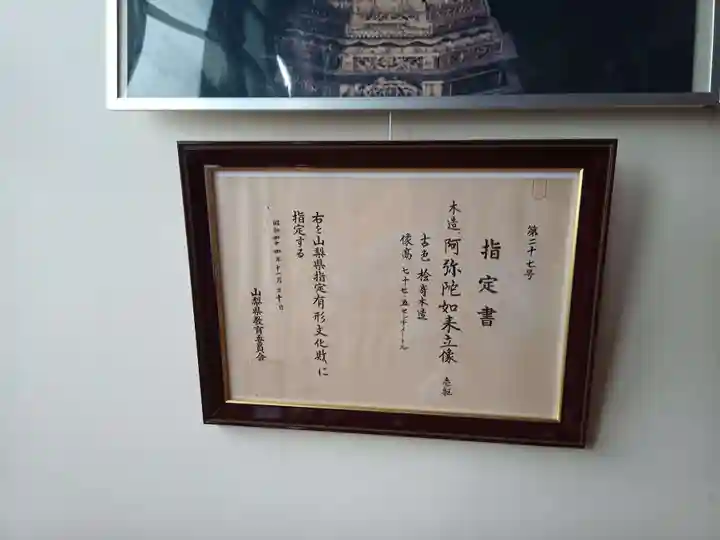 第二十七号
指定書
木造 阿弥陀如来立像 壱軀
古色 桧寄木造
像高 七十七、五センチメートル
右を山梨県指定有形文化財に
指定する
山梨県教育委員会